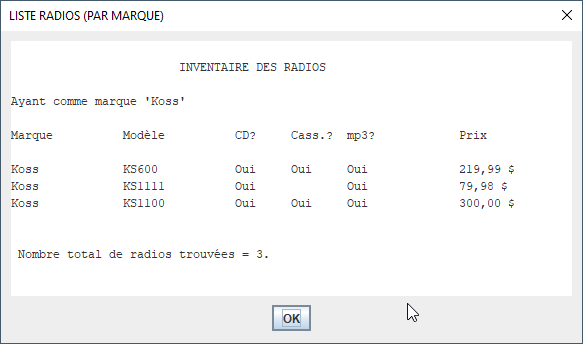 LISTE RADIOS (PAR MARQUE)
INVENTAIRE DES RADIOS
Ayant comme marque 'Koss'
Marque Modèle CD? Cass.? mp3? Prix
Koss KS600 Oui Oui Oui 219,99 $
Koss KS1111 Oui Oui 79,98 $
Koss KS1100 Oui Oui Oui 300,00 $
Nombre total de radios trouvées = 3.
OK